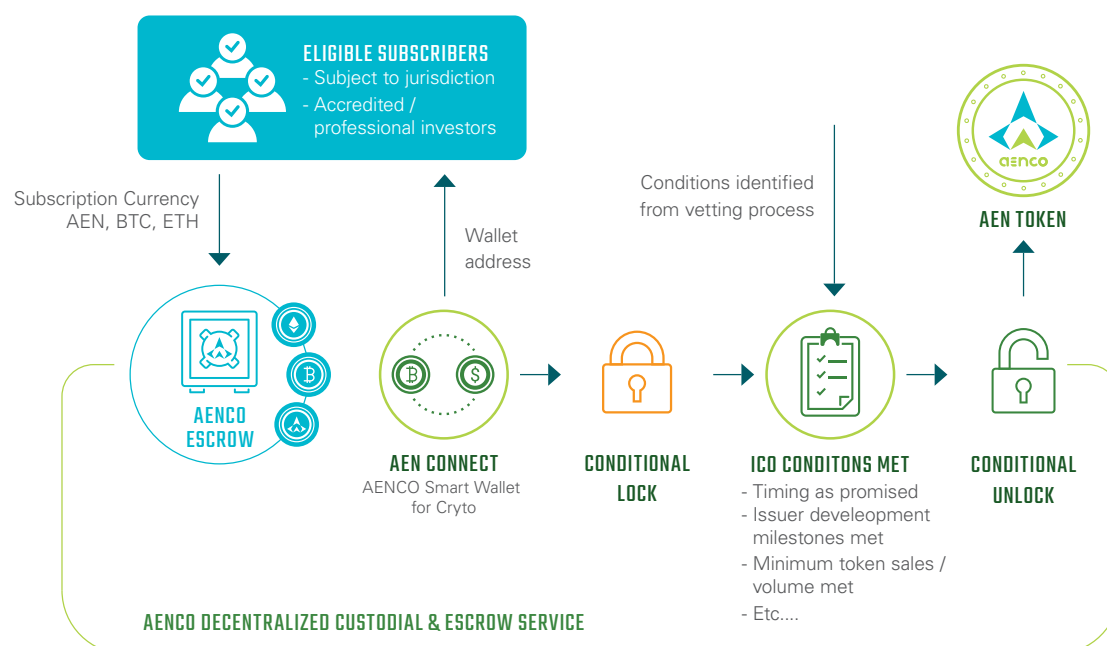 ELIGIBLE SUBSCRIBERS
- Subject to jurisdiction
- Accredited /
professional investors
Subscription Currency
AEN, BTC, ETH
Wallet
address
Conditions identified
from vetting process
aenco
AEN TOKEN
AENCO
ESCROW
AEN CONNECT
AENCO Smart Wallet
for Cryto
CONDITIONAL
LOCK
ICO CONDITONS MET
- Timing as promised
- Issuer develeopment
milestones met
- Minimum token sales /
volume met
- Etc....
CONDITIONAL
UNLOCK
AENCO DECENTRALIZED CUSTODIAL & ESCROW SERVICE